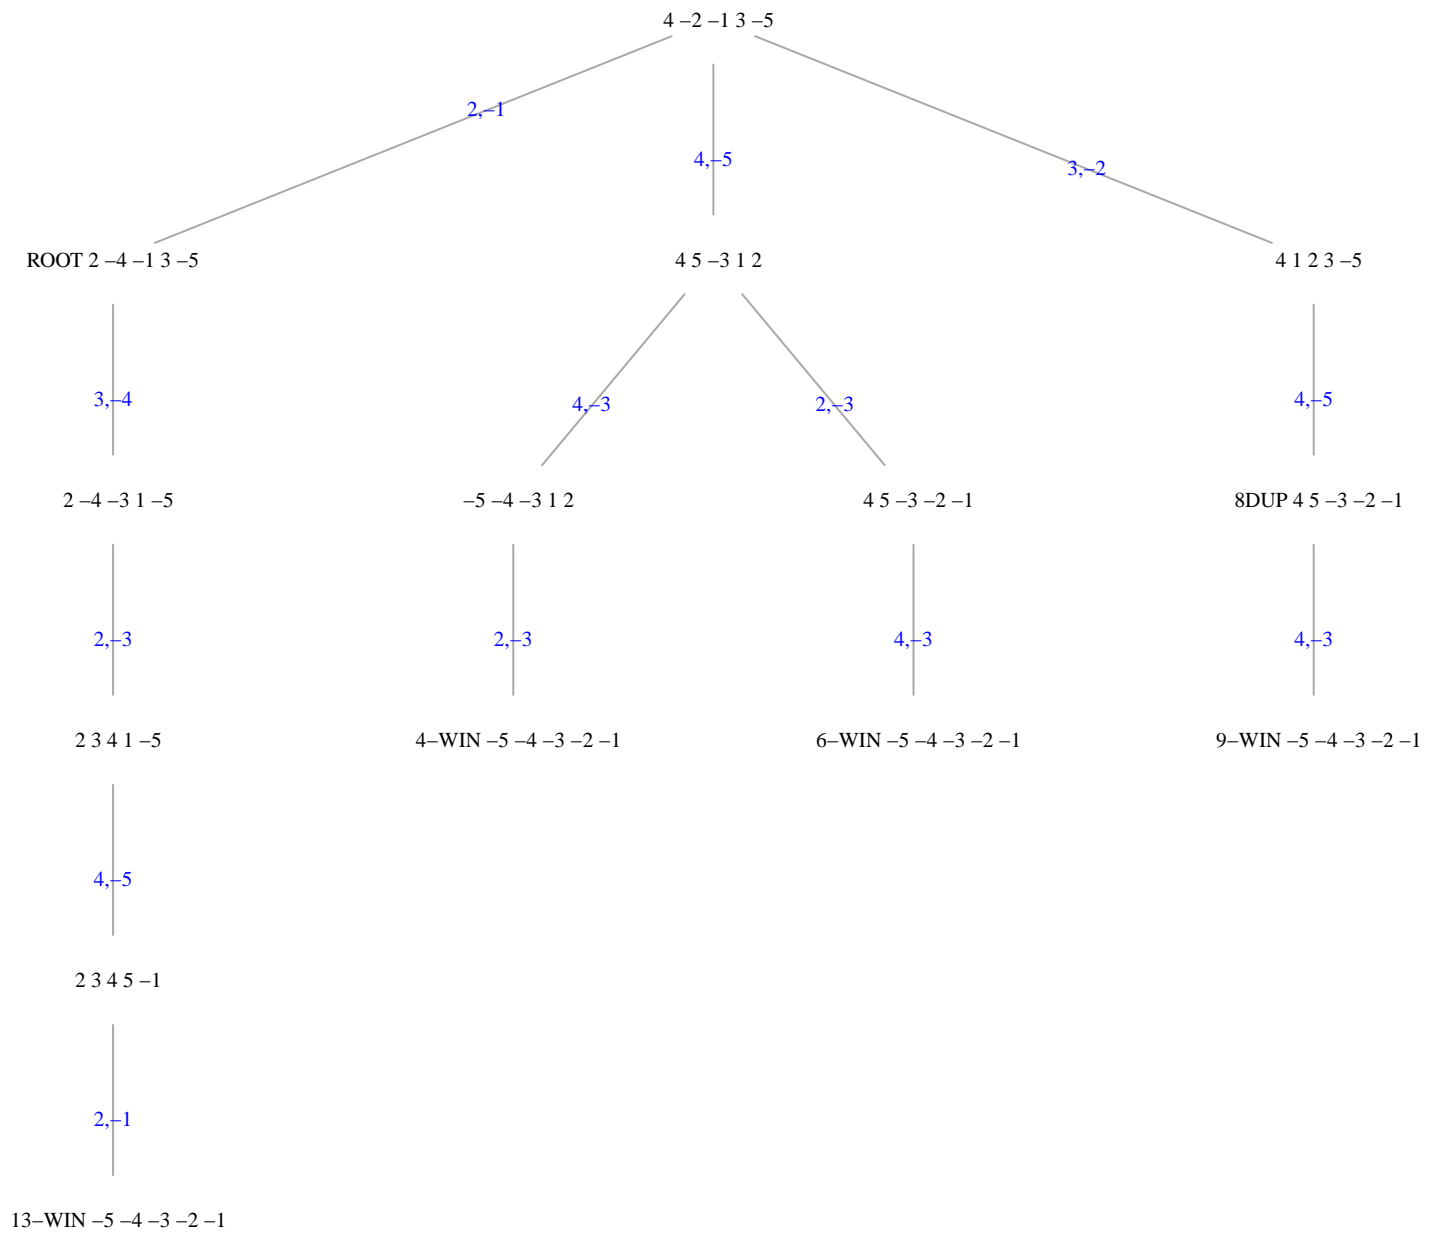 4 –2 –1 3 –5
2,–1
4,–5
3,–2
ROOT 2 –4 –1 3 –5
4 5 –3 1 2
4 1 2 3 –5
3,–4
4,–3
2,–3
4,–5
2 –4 –3 1 –5
–5 –4 –3 1 2
4 5 –3 –2 –1
8DUP 4 5 –3 –2 –1
2,–3
2,–3
4,–3
4,–3
2 3 4 1 –5
4–WIN –5 –4 –3 –2 –1
6–WIN –5 –4 –3 –2 –1
9–WIN –5 –4 –3 –2 –1
4,–5
2 3 4 5 –1
2,–1
13–WIN –5 –4 –3 –2 –1